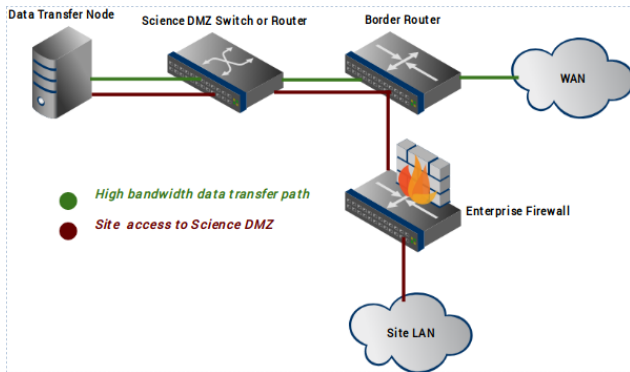 Data Transfer Node
Science DMZ Switch or Router
Border Router
WAN
High bandwidth data transfer path
Site access to Science DMZ
Enterprise Firewall
Site LAN